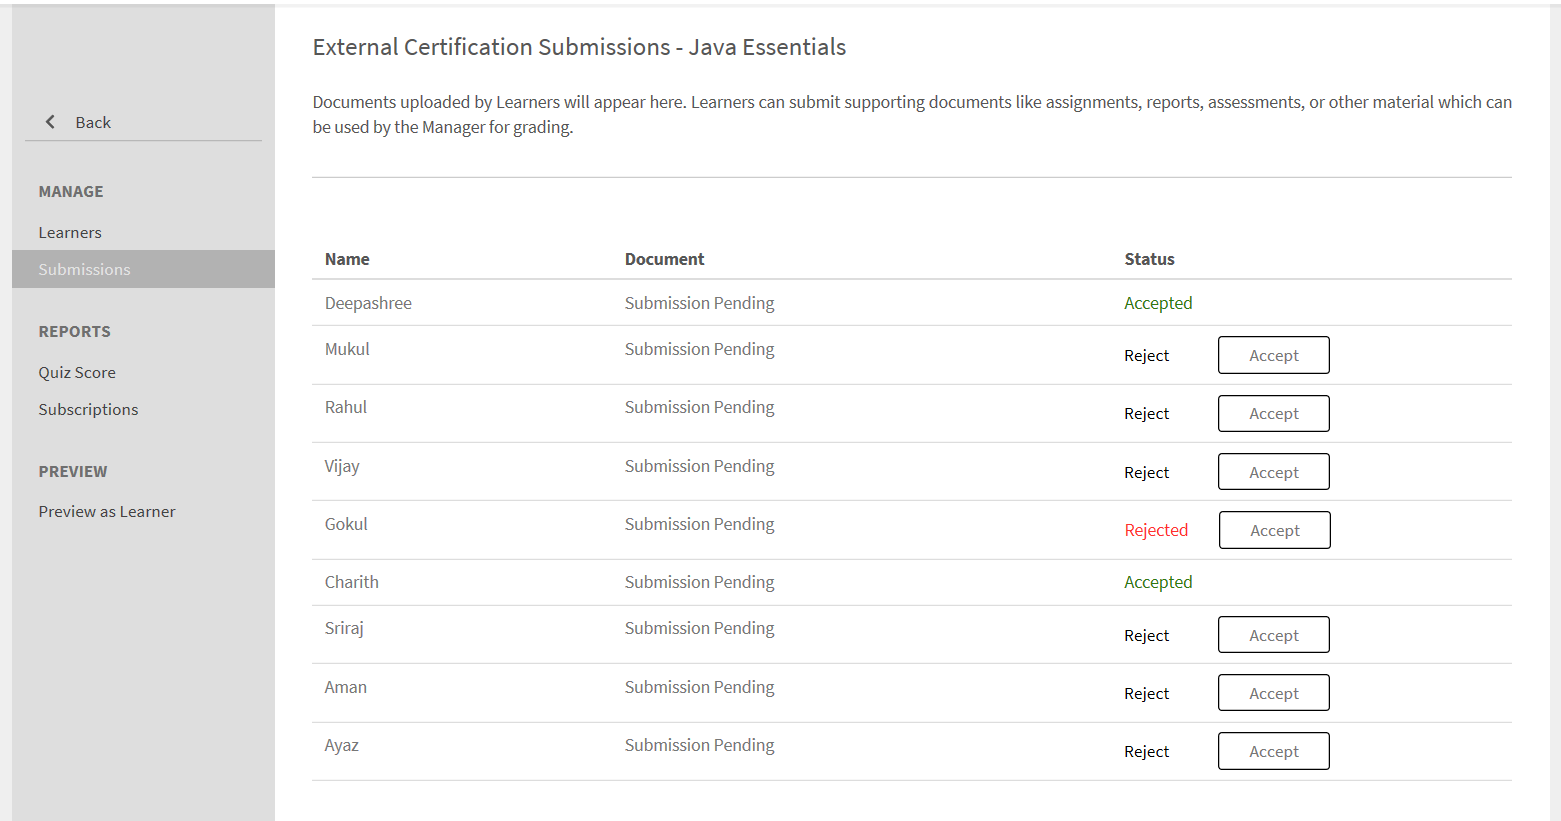 Back
MANAGE
Learners
Submissions
REPORTS
Quiz Score
Subscriptions
PREVIEW
Preview as Learner
External Certification Submissions - Java Essentials
Documents uploaded by Learners will appear here. Learners can submit supporting documents like assignments, reports, assessments, or other material which can
be used by the Manager for grading.
Name Document Status
Deepashree Submission Pending Accepted
Mukul Submission Pending Reject Accept
Rahul Submission Pending Reject Accept
Vijay Submission Pending Reject Accept
Gokul Submission Pending Rejected Accept
Charith Submission Pending Accepted
Sriraj Submission Pending Reject Accept
Aman Submission Pending Reject Accept
Ayaz Submission Pending Reject Accept